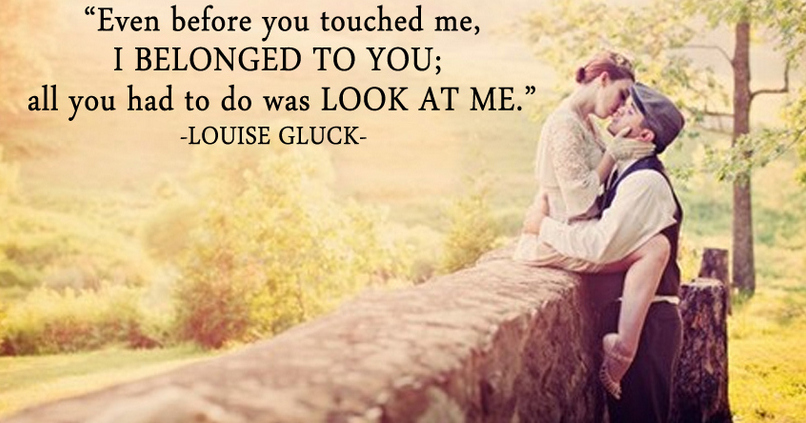 “Even before you touched me,
I BELONGED TO YOU;
all you had to do was LOOK AT ME.”
-LOUISE GLUCK-